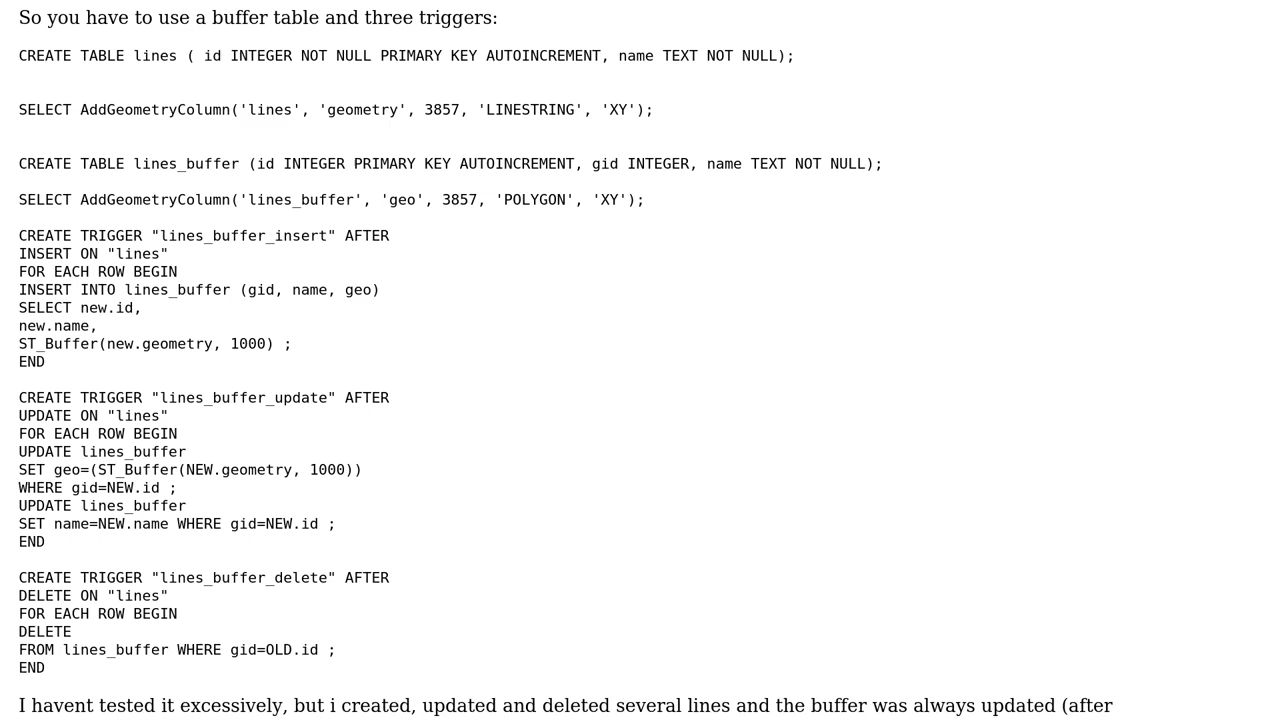 So you have to use a buffer table and three triggers:
CREATE TABLE lines ( id INTEGER NOT NULL PRIMARY KEY AUTOINCREMENT, name TEXT NOT NULL);
SELECT AddGeometryColumn('lines', 'geometry', 3857, 'LINESTRING', 'XY');
CREATE TABLE lines_buffer (id INTEGER PRIMARY KEY AUTOINCREMENT, gid INTEGER, name TEXT NOT NULL);
SELECT AddGeometryColumn('lines_buffer', 'geo', 3857, 'POLYGON', 'XY');
CREATE TRIGGER "lines_buffer_insert" AFTER
INSERT ON "lines"
FOR EACH ROW BEGIN
INSERT INTO lines_buffer (gid, name, geo)
SELECT new.id,
new.name,
ST_Buffer(new.geometry, 1000) ;
END
CREATE TRIGGER "lines_buffer_update" AFTER
UPDATE ON "lines"
FOR EACH ROW BEGIN
UPDATE lines_buffer
SET geo=(ST_Buffer(NEW.geometry, 1000))
WHERE gid=NEW.id ;
UPDATE lines_buffer
SET name=NEW.name WHERE gid=NEW.id ;
END
CREATE TRIGGER "lines_buffer_delete" AFTER
DELETE ON "lines"
FOR EACH ROW BEGIN
DELETE
FROM lines_buffer WHERE gid=OLD.id ;
END
I havent tested it excessively, but i created, updated and deleted several lines and the buffer was always updated (after